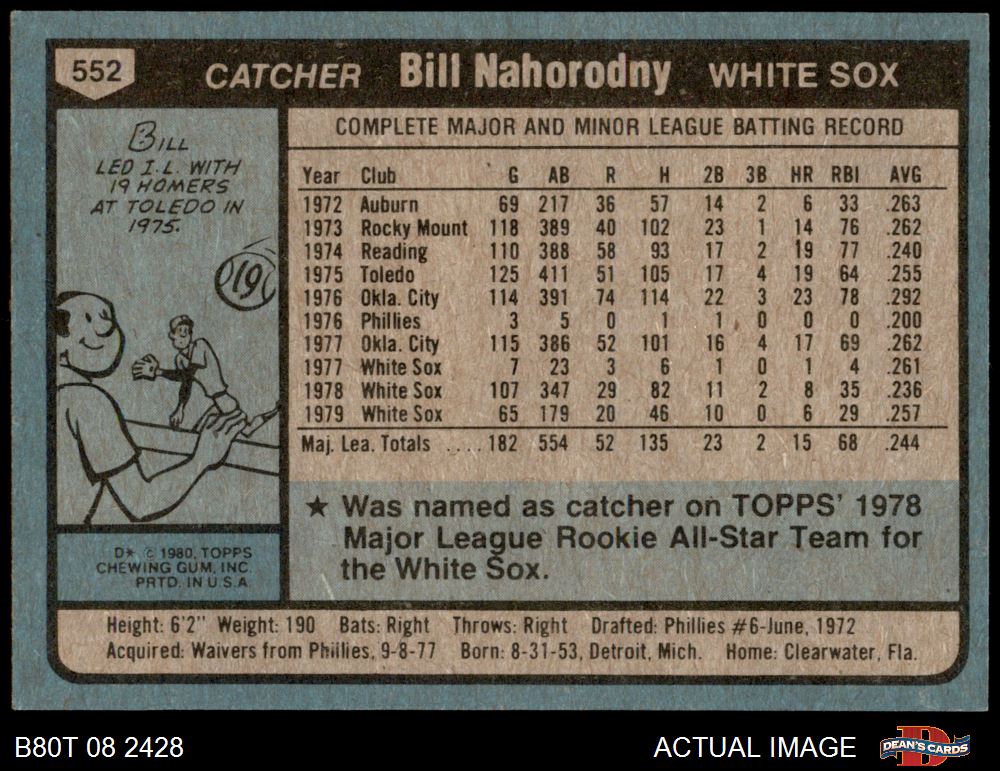 552 CATCHER Bill Nahorodny WHITE SOX
BILL
LED I.L. WITH
19 HOMERS
AT TOLEDO IN
1975.
19
D* © 1980, TOPPS
CHEWING GUM, INC.
PRTD. IN U.S.A.
COMPLETE MAJOR AND MINOR LEAGUE BATTING RECORD
Year Club G AB R H 2B 3B HR RBI AVG
1972 Auburn 69 217 36 57 14 2 6 33 .263
1973 Rocky Mount 118 389 40 102 23 1 14 76 .262
1974 Reading 110 388 58 93 17 2 19 77 .240
1975 Toledo 125 411 51 105 17 4 19 64 .255
1976 Okla. City 114 391 74 114 22 3 23 78 .292
1976 Phillies 3 5 0 1 1 0 0 0 .200
1977 Okla. City 115 386 52 101 16 4 17 69 .262
1977 White Sox 7 23 3 6 1 0 1 4 .261
1978 White Sox 107 347 29 82 11 2 8 35 .236
1979 White Sox 65 179 20 46 10 0 6 29 .257
Maj. Lea. Totals .... 182 554 52 135 23 2 15 68 .244
★ Was named as catcher on TOPPS' 1978
Major League Rookie All-Star Team for
the White Sox.
Height: 6'2" Weight: 190 Bats: Right Throws: Right Drafted: Phillies #6-June, 1972
Acquired: Waivers from Phillies, 9-8-77 Born: 8-31-53, Detroit, Mich. Home: Clearwater, Fla.
B80T 08 2428
ACTUAL IMAGE
DEAN'S CARDS